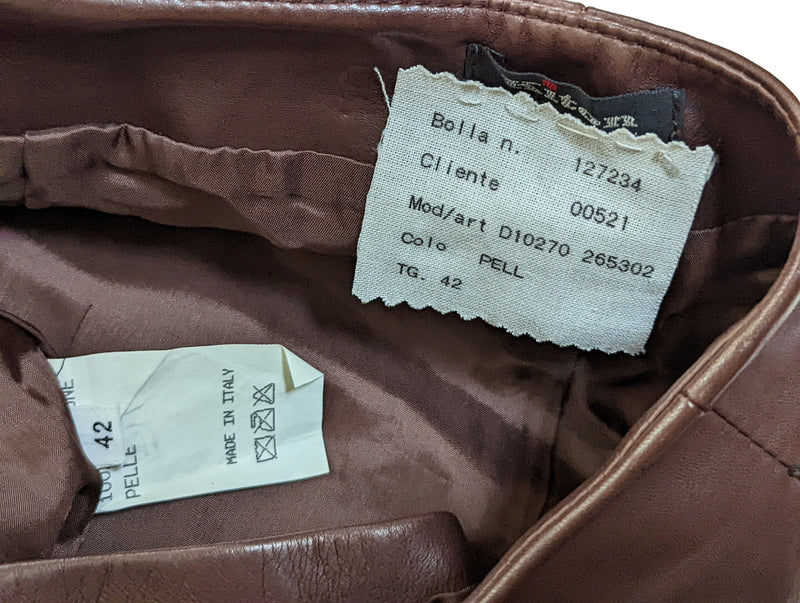 Bolla n. 127234
Cliente 00521
Mod/art D10270 265302
Colo PELL
TG. 42
MADE IN ITALY
42
PELLE